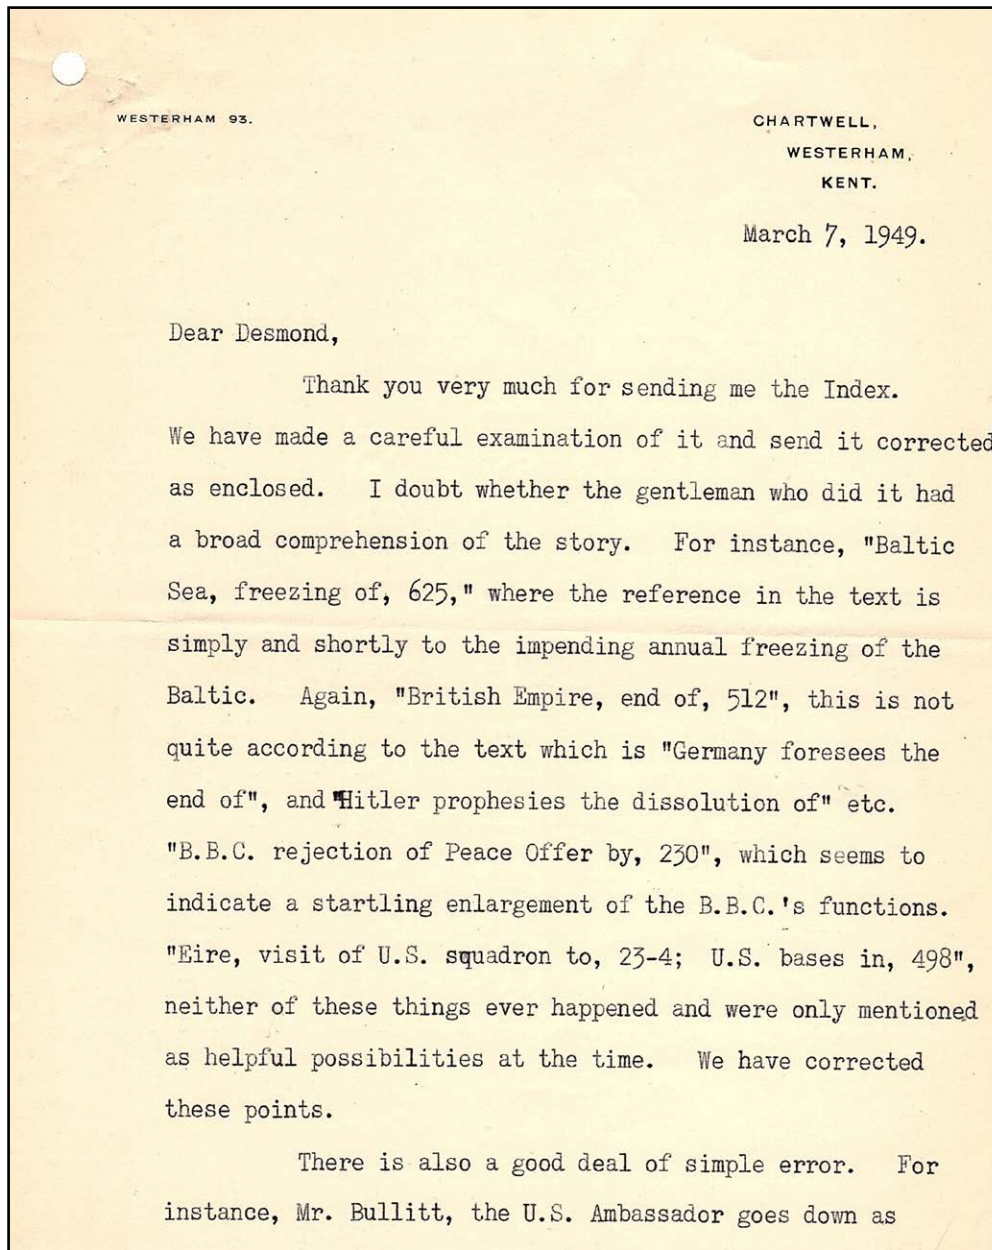 WESTERHAM 93.
CHARTWELL,
WESTERHAM,
KENT.
March 7, 1949.
Dear Desmond,
Thank you very much for sending me the Index.
We have made a careful examination of it and send it corrected
as enclosed. I doubt whether the gentleman who did it had
a broad comprehension of the story. For instance, "Baltic
Sea, freezing of, 625," where the reference in the text is
simply and shortly to the impending annual freezing of the
Baltic. Again, "British Empire, end of, 512", this is not
quite according to the text which is "Germany foresees the
end of", and "Hitler prophesies the dissolution of" etc.
"B.B.C. rejection of Peace Offer by, 230", which seems to
indicate a startling enlargement of the B.B.C.'s functions.
"Eire, visit of U.S. squadron to, 23-4; U.S. bases in, 498",
neither of these things ever happened and were only mentioned
as helpful possibilities at the time. We have corrected
these points.
There is also a good deal of simple error. For
instance, Mr. Bullitt, the U.S. Ambassador goes down as